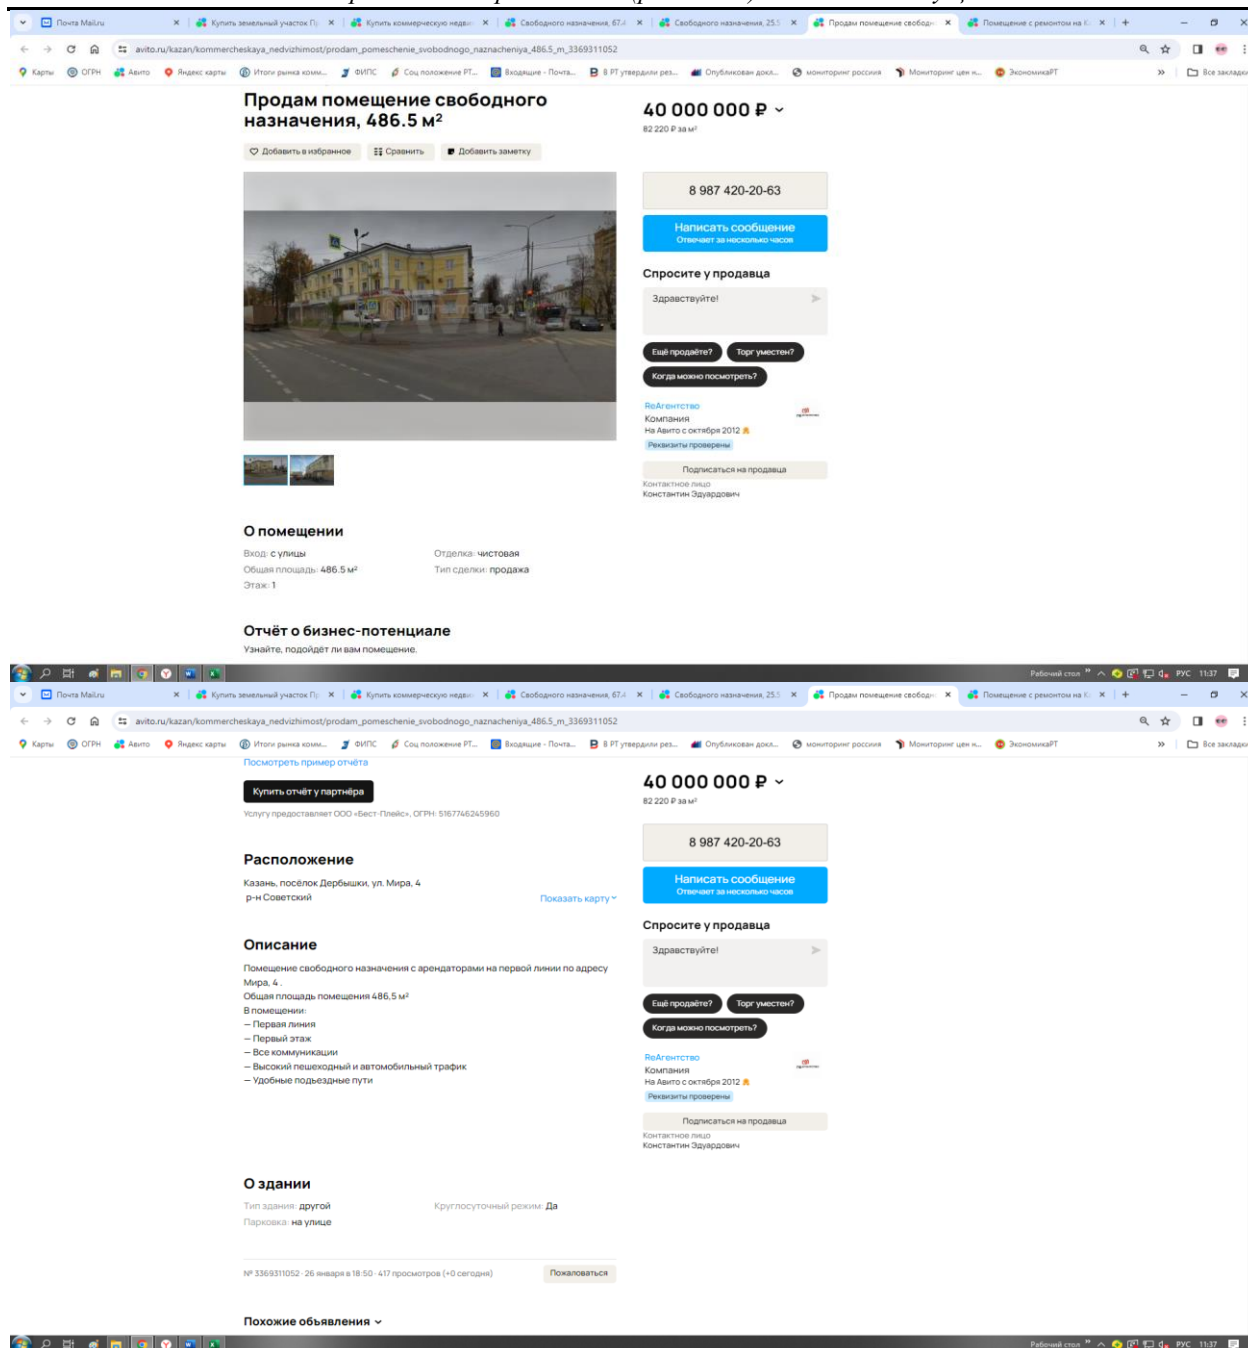 Почта Mail.ru
Купить земельный участок
Купить коммерческую недви
Свободного назначения, 67.4
Свободного назначения, 25.5
Продам помещение свободн
Помещение с ремонтом на К
avito.ru/kazan/kommercheskaya_nedvizhimost/prodam_pomeschenie_svobodnogo_naznacheniya_486.5_m_3369311052
Карты ОГРН Авито Яндекс карты Итоги рынка комм... ФИПС Соц положение РТ... Входящие - Почта... В РТ утвердили рез... Опубликован докл... мониторинг россия Мониторинг цен н... ЭкономикаРТ Все закладки
Продам помещение свободного
назначения, 486.5 м²
40 000 000 ₽
82 220 ₽ за м²
Добавить в избранное Сравнить Добавить заметку
8 987 420-20-63
Написать сообщение
Отвечает за несколько часов
Спросите у продавца
Здравствуйте!
Ещё продаёте? Торг уместен?
Когда можно посмотреть?
ReАгентство
Компания
На Авито с октября 2012
Реквизиты проверены
Подписаться на продавца
Контактное лицо
Константин Эдуардович
О помещении
Вход: с улицы Отделка: чистовая
Общая площадь: 486.5 м² Тип сделки: продажа
Этаж: 1
Отчёт о бизнес-потенциале
Узнайте, подойдёт ли вам помещение.
Рабочий стол РУС 11:37
Почта Mail.ru
Купить земельный участок
Купить коммерческую недви
Свободного назначения, 67.4
Свободного назначения, 25.5
Продам помещение свободн
Помещение с ремонтом на К
avito.ru/kazan/kommercheskaya_nedvizhimost/prodam_pomeschenie_svobodnogo_naznacheniya_486.5_m_3369311052
Карты ОГРН Авито Яндекс карты Итоги рынка комм... ФИПС Соц положение РТ... Входящие - Почта... В РТ утвердили рез... Опубликован докл... мониторинг россия Мониторинг цен н... ЭкономикаРТ Все закладки
Посмотреть пример отчёта
40 000 000 ₽
82 220 ₽ за м²
Купить отчёт у партнёра
Услугу предоставляет ООО «Бест-Плейс», ОГРН: 5167746245960
8 987 420-20-63
Написать сообщение
Отвечает за несколько часов
Расположение
Казань, посёлок Дербышки, ул. Мира, 4
р-н Советский Показать карту
Спросите у продавца
Здравствуйте!
Ещё продаёте? Торг уместен?
Когда можно посмотреть?
Описание
Помещение свободного назначения с арендаторами на первой линии по адресу
Мира, 4 .
Общая площадь помещения 486,5 м²
В помещении:
— Первая линия
— Первый этаж
— Все коммуникации
— Высокий пешеходный и автомобильный трафик
— Удобные подьездные пути
ReАгентство
Компания
На Авито с октября 2012
Реквизиты проверены
Подписаться на продавца
Контактное лицо
Константин Эдуардович
О здании
Тип здания: другой Круглосуточный режим: Да
Парковка: на улице
№ 3369311052 · 26 января в 18:50 · 417 просмотров (+0 сегодня) Пожаловаться
Похожие объявления
Рабочий стол РУС 11:37